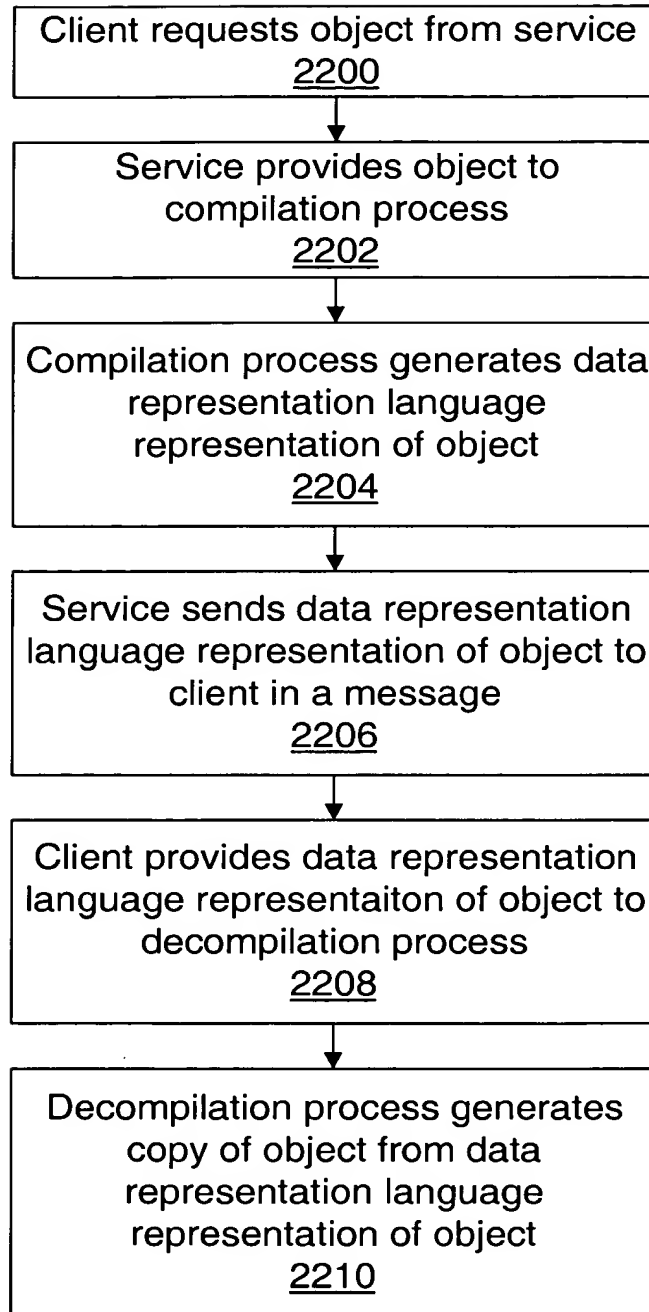 Client requests object from service
2200
Service provides object to
compilation process
2202
Compilation process generates data
representation language
representation of object
2204
Service sends data representation
language representation of object to
client in a message
2206
Client provides data representation
language representaiton of object to
decompilation process
2208
Decompilation process generates
copy of object from data
representation language
representation of object
2210